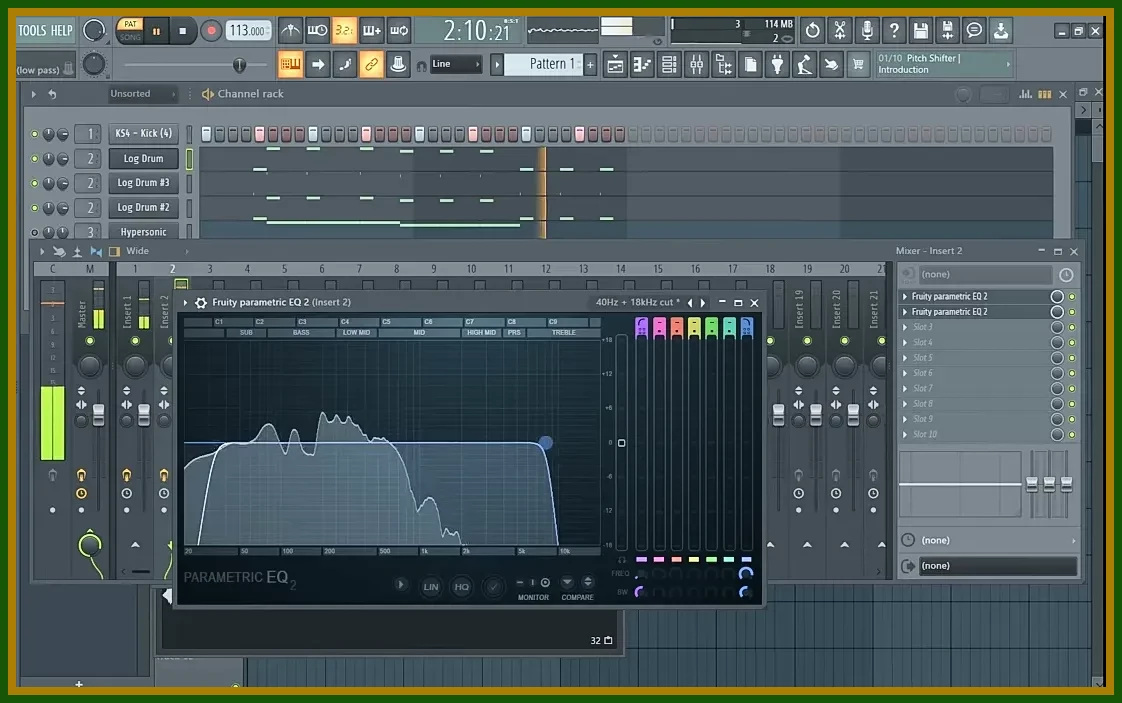 TOOLS HELP
PAT
SONG
113.000
3 2 1
2:10:21
B:S:T
3
114 MB
2
(low pass)
Line
Pattern 1
+
01/10 Pitch Shifter |
Introduction
Unsorted
Channel rack
1
KS4 - Kick (4)
2
Log Drum
2
Log Drum #3
2
Log Drum #2
3
Hypersonic
Wide
Mixer - Insert 2
C M 1 2 3 4 5 6 7 8 9 10 11 12 13 14 15 16 17 18 19 20 21
(none)
Master
Insert 1
Insert 2
Insert 19
Insert 20
Insert 21
Fruity parametric EQ 2
Fruity parametric EQ 2
Slot 3
Slot 4
Slot 5
Slot 6
Slot 7
Slot 8
Slot 9
Slot 10
(none)
(none)
Fruity parametric EQ 2 (Insert 2)
40Hz + 18kHz cut *
C1 C2 C3 C4 C5 C6 C7 C8 C9
SUB BASS LOW MID MID HIGH MID PRS TREBLE
+18
+12
+6
0
-6
-12
-18
20 50 100 200 500 1k 2k 5k 10k
PARAMETRIC EQ 2
LIN
HQ
MONITOR
COMPARE
FREQ
BW
32